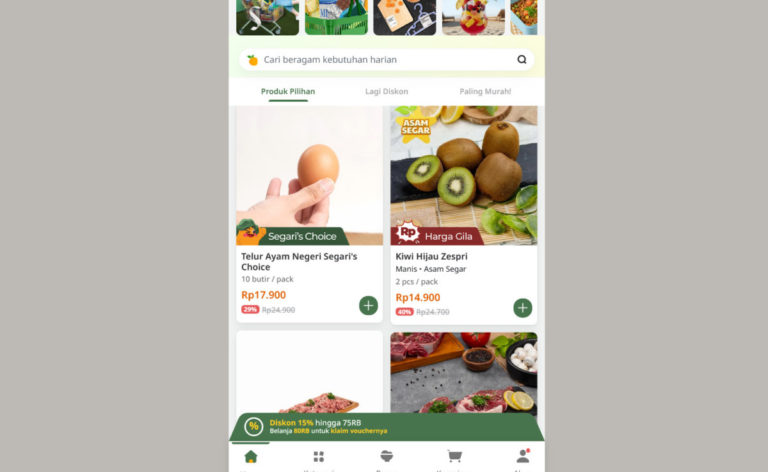 Cari beragam kebutuhan harian
Produk Pilihan
Lagi Diskon
Paling Murah!
Segari's Choice
Telur Ayam Negeri Segari's
Choice
10 butir / pack
Rp17.900
29% Rp24.900
ASAM
SEGAR
Rp Harga Gila
Kiwi Hijau Zespri
Manis • Asam Segar
2 pcs / pack
Rp14.900
40% Rp24.700
% Diskon 15% hingga 75RB
Belanja 80RB untuk klaim vouchernya